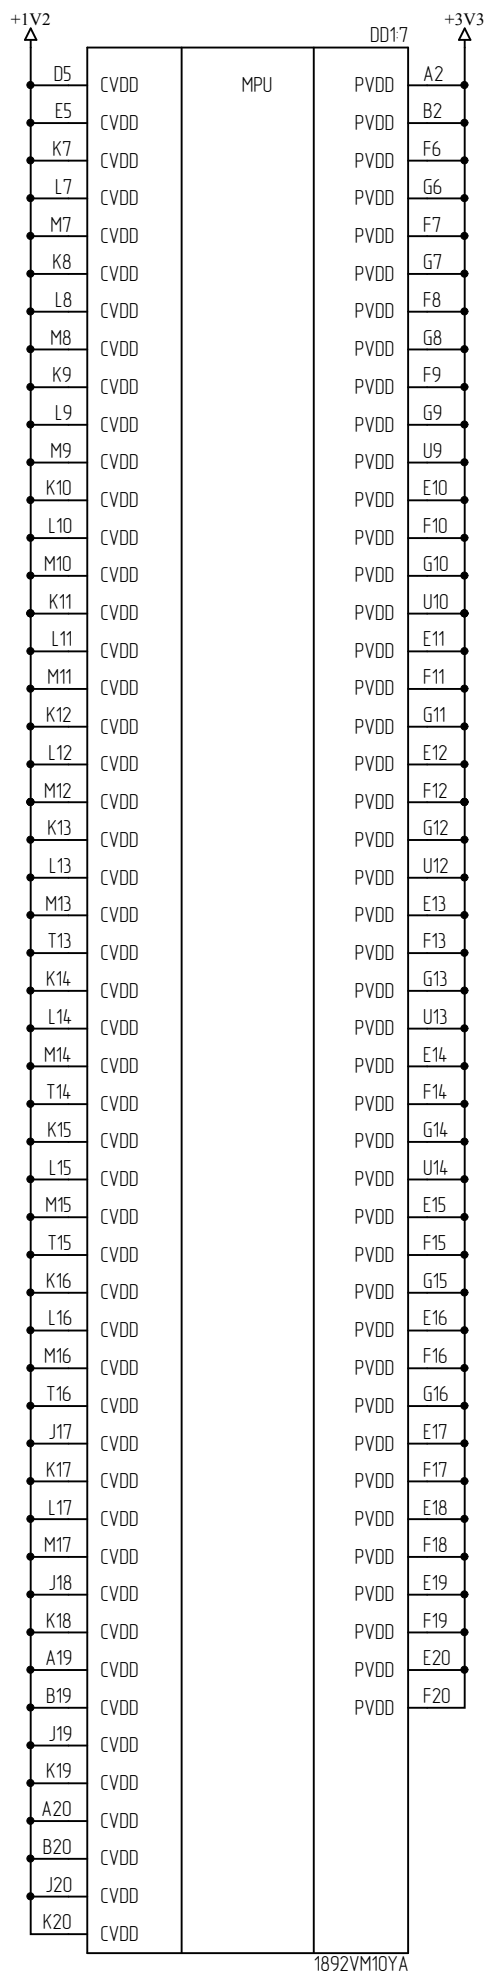 +1V2 +3V3
DD1:7
D5 CVDD MPU PVDD A2
E5 CVDD PVDD B2
K7 CVDD PVDD F6
L7 CVDD PVDD G6
M7 CVDD PVDD F7
K8 CVDD PVDD G7
L8 CVDD PVDD F8
M8 CVDD PVDD G8
K9 CVDD PVDD F9
L9 CVDD PVDD G9
M9 CVDD PVDD U9
K10 CVDD PVDD E10
L10 CVDD PVDD F10
M10 CVDD PVDD G10
K11 CVDD PVDD U10
L11 CVDD PVDD E11
M11 CVDD PVDD F11
K12 CVDD PVDD G11
L12 CVDD PVDD E12
M12 CVDD PVDD F12
K13 CVDD PVDD G12
L13 CVDD PVDD U12
M13 CVDD PVDD E13
T13 CVDD PVDD F13
K14 CVDD PVDD G13
L14 CVDD PVDD U13
M14 CVDD PVDD E14
T14 CVDD PVDD F14
K15 CVDD PVDD G14
L15 CVDD PVDD U14
M15 CVDD PVDD E15
T15 CVDD PVDD F15
K16 CVDD PVDD G15
L16 CVDD PVDD E16
M16 CVDD PVDD F16
T16 CVDD PVDD G16
J17 CVDD PVDD E17
K17 CVDD PVDD F17
L17 CVDD PVDD E18
M17 CVDD PVDD F18
J18 CVDD PVDD E19
K18 CVDD PVDD F19
A19 CVDD PVDD E20
B19 CVDD PVDD F20
J19 CVDD
K19 CVDD
A20 CVDD
B20 CVDD
J20 CVDD
K20 CVDD
1892VM10YA